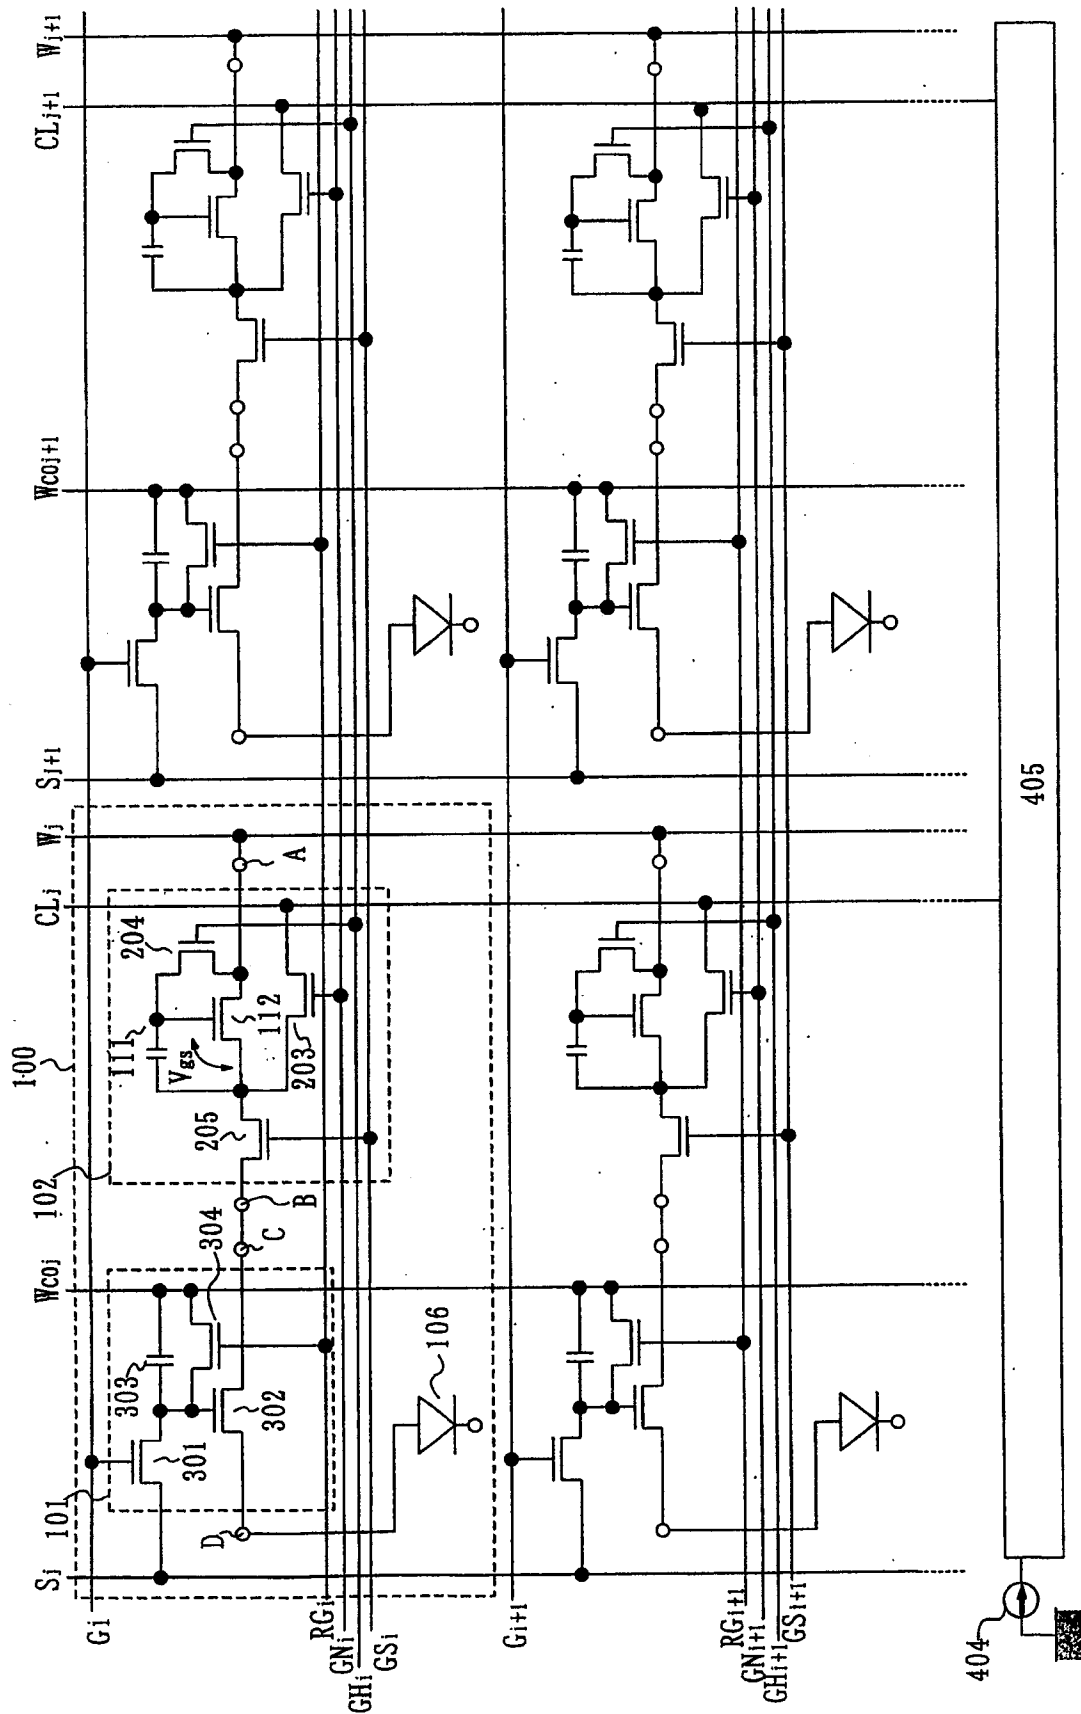 Sj
Wcoj
CLj
Wj
Sj+1
Wcoj+1
CLj+1
Wj+1
100
102
101
Gi
111
204
303
Vgs
112
301
205
302
203
304
A
B
C
D
106
RGi
GNi
GHi
GSi
Gi+1
RGi+1
GNi+1
GHi+1
GSi+1
404
405